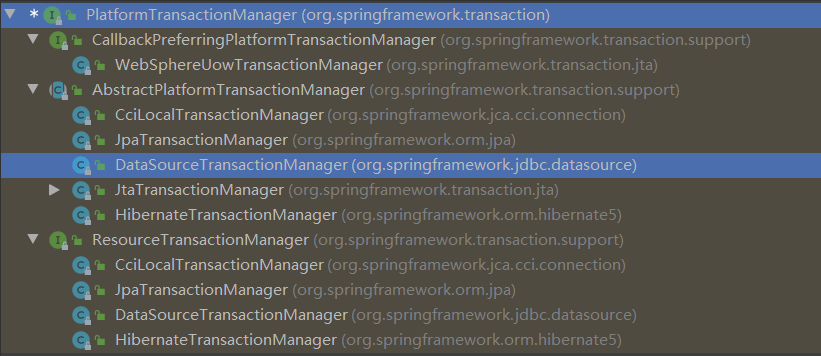 * PlatformTransactionManager (org.springframework.transaction)
CallbackPreferringPlatformTransactionManager (org.springframework.transaction.support)
WebSphereUowTransactionManager (org.springframework.transaction.jta)
AbstractPlatformTransactionManager (org.springframework.transaction.support)
CciLocalTransactionManager (org.springframework.jca.cci.connection)
JpaTransactionManager (org.springframework.orm.jpa)
DataSourceTransactionManager (org.springframework.jdbc.datasource)
JtaTransactionManager (org.springframework.transaction.jta)
HibernateTransactionManager (org.springframework.orm.hibernate5)
ResourceTransactionManager (org.springframework.transaction.support)
CciLocalTransactionManager (org.springframework.jca.cci.connection)
JpaTransactionManager (org.springframework.orm.jpa)
DataSourceTransactionManager (org.springframework.jdbc.datasource)
HibernateTransactionManager (org.springframework.orm.hibernate5)